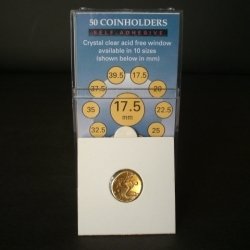 50 COINHOLDERS
SELF-ADHESIVE
Crystal clear acid free window
available in 10 sizes
(shown below in mm)
39.5 17.5
37.5 20
35 17.5 mm 22.5
32.5 25